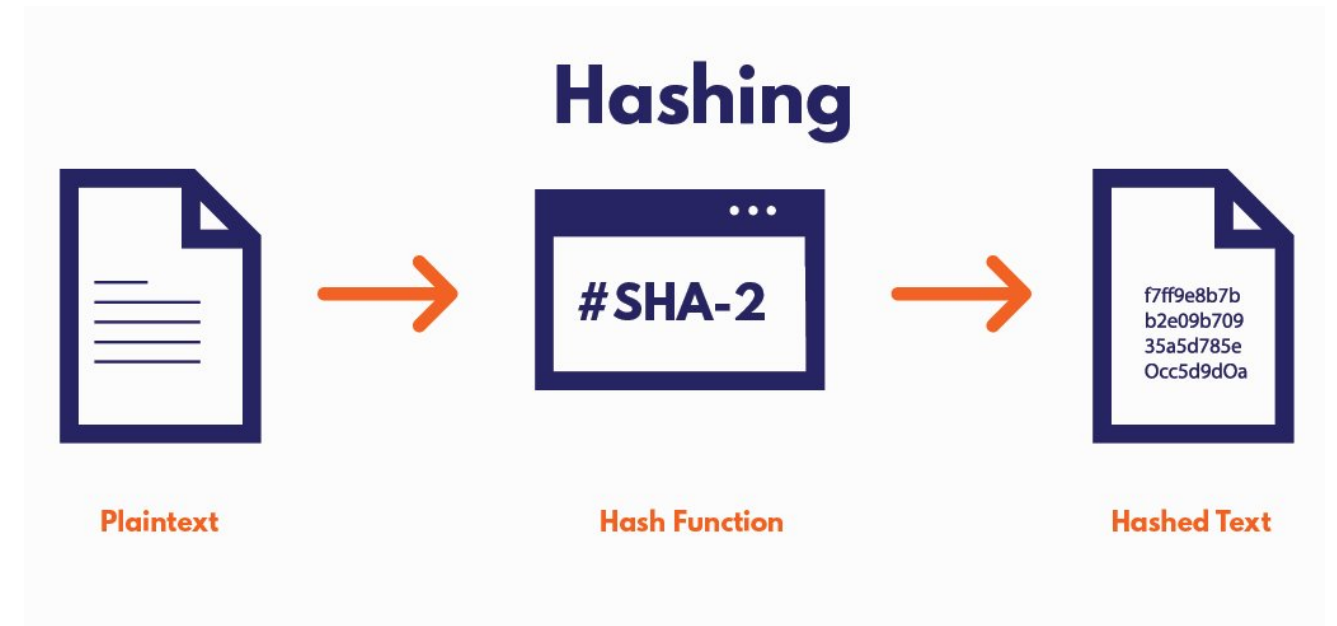 Hashing
#SHA-2
f7ff9e8b7b
b2e09b709
35a5d785e
Occ5d9dOa
Plaintext
Hash Function
Hashed Text